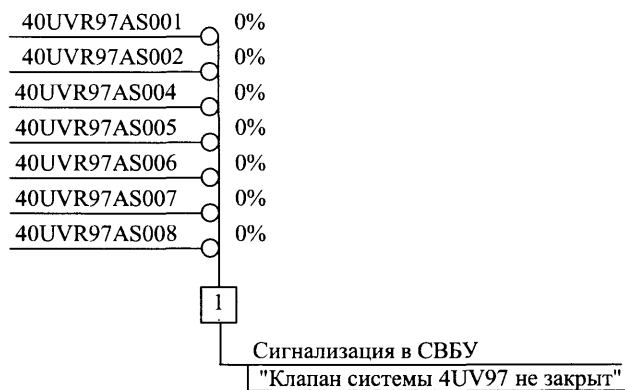 40UVR97AS001 0%
40UVR97AS002 0%
40UVR97AS004 0%
40UVR97AS005 0%
40UVR97AS006 0%
40UVR97AS007 0%
40UVR97AS008 0%
1
Сигнализация в СВБУ
"Клапан системы 4UV97 не закрыт"